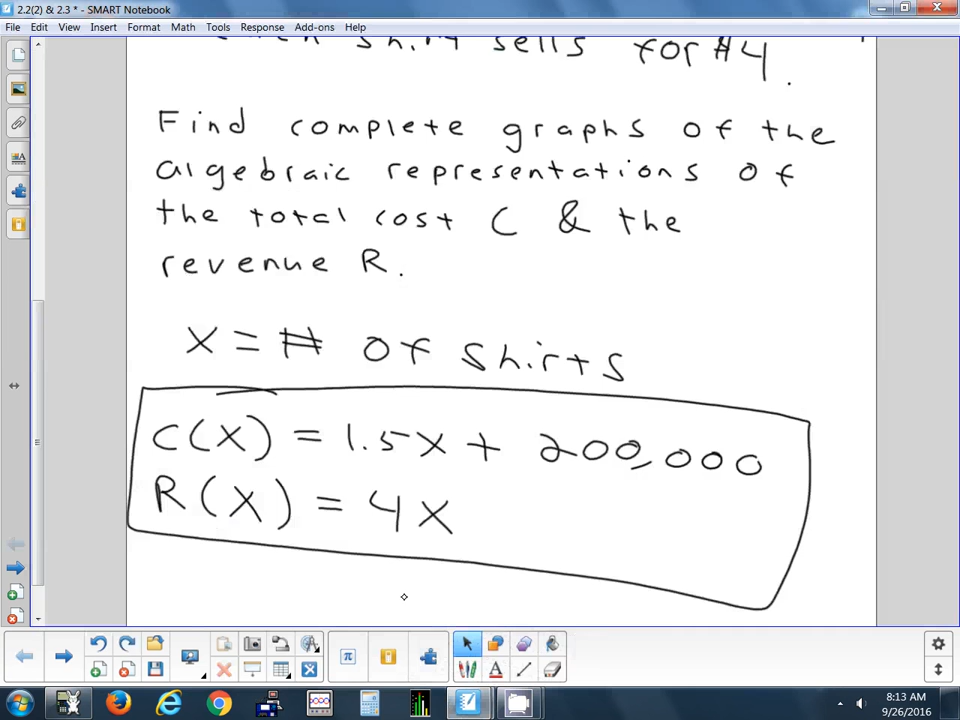 2.2(2) & 2.3 * - SMART Notebook
File Edit View Insert Format Math Tools Response Add-ons Help
shirt sells for #4.
Find complete graphs of the
algebraic representations of
the total cost C & the
revenue R.
x = # of shirts
C(x) = 1.5x + 200,000
R(x) = 4x
π
A
8:13 AM
9/26/2016